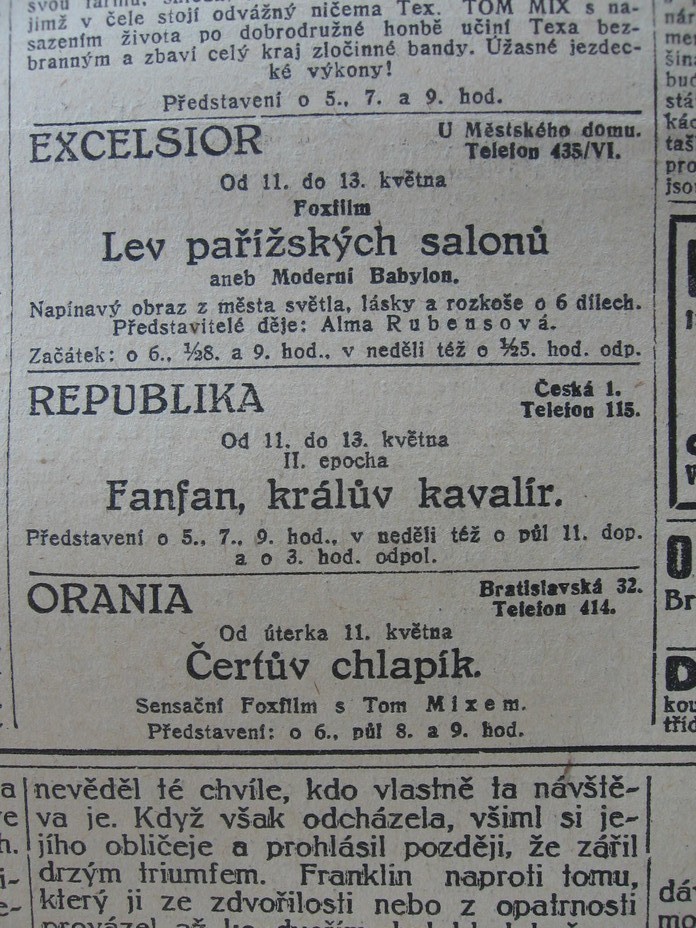 svou
jímž v čele stojí odvážný ničema Tex. TOM MIX s na-
sazením života po dobrodružné honbě učiní Texa bez-
branným a zbaví celý kraj zločinné bandy. Úžasné jezdec-
ké výkony!
Představení o 5., 7. a 9. hod.
EXCELSIOR
U Městského domu.
Telefon 435/VI.
Od 11. do 13. května
Foxfilm
Lev pařížských salonů
aneb Moderní Babylon.
Napínavý obraz z města světla, lásky a rozkoše o 6 dílech.
Představitelé děje: Alma Rubensová.
Začátek: o 6., ½8. a 9. hod., v neděli též o ½5. hod. odp.
REPUBLIKA
Česká 1.
Telefon 115.
Od 11. do 13. května
II. epocha
Fanfan, králův kavalír.
Představení o 5., 7., 9. hod., v neděli též o půl 11. dop.
a o 3. hod. odpol.
ORANIA
Bratislavská 32.
Telefon 414.
Od úterka 11. května
Čertův chlapík.
Sensační Foxfilm s Tom Mixem.
Představení: o 6., půl 8. a 9. hod.
nevěděl té chvíle, kdo vlastně ta návště-
va je. Když však odcházela, všiml si je-
jího obličeje a prohlásil později, že zářil
drzým triumfem. Franklin naproti tomu,
který ji ze zdvořilosti nebo z opatrnosti